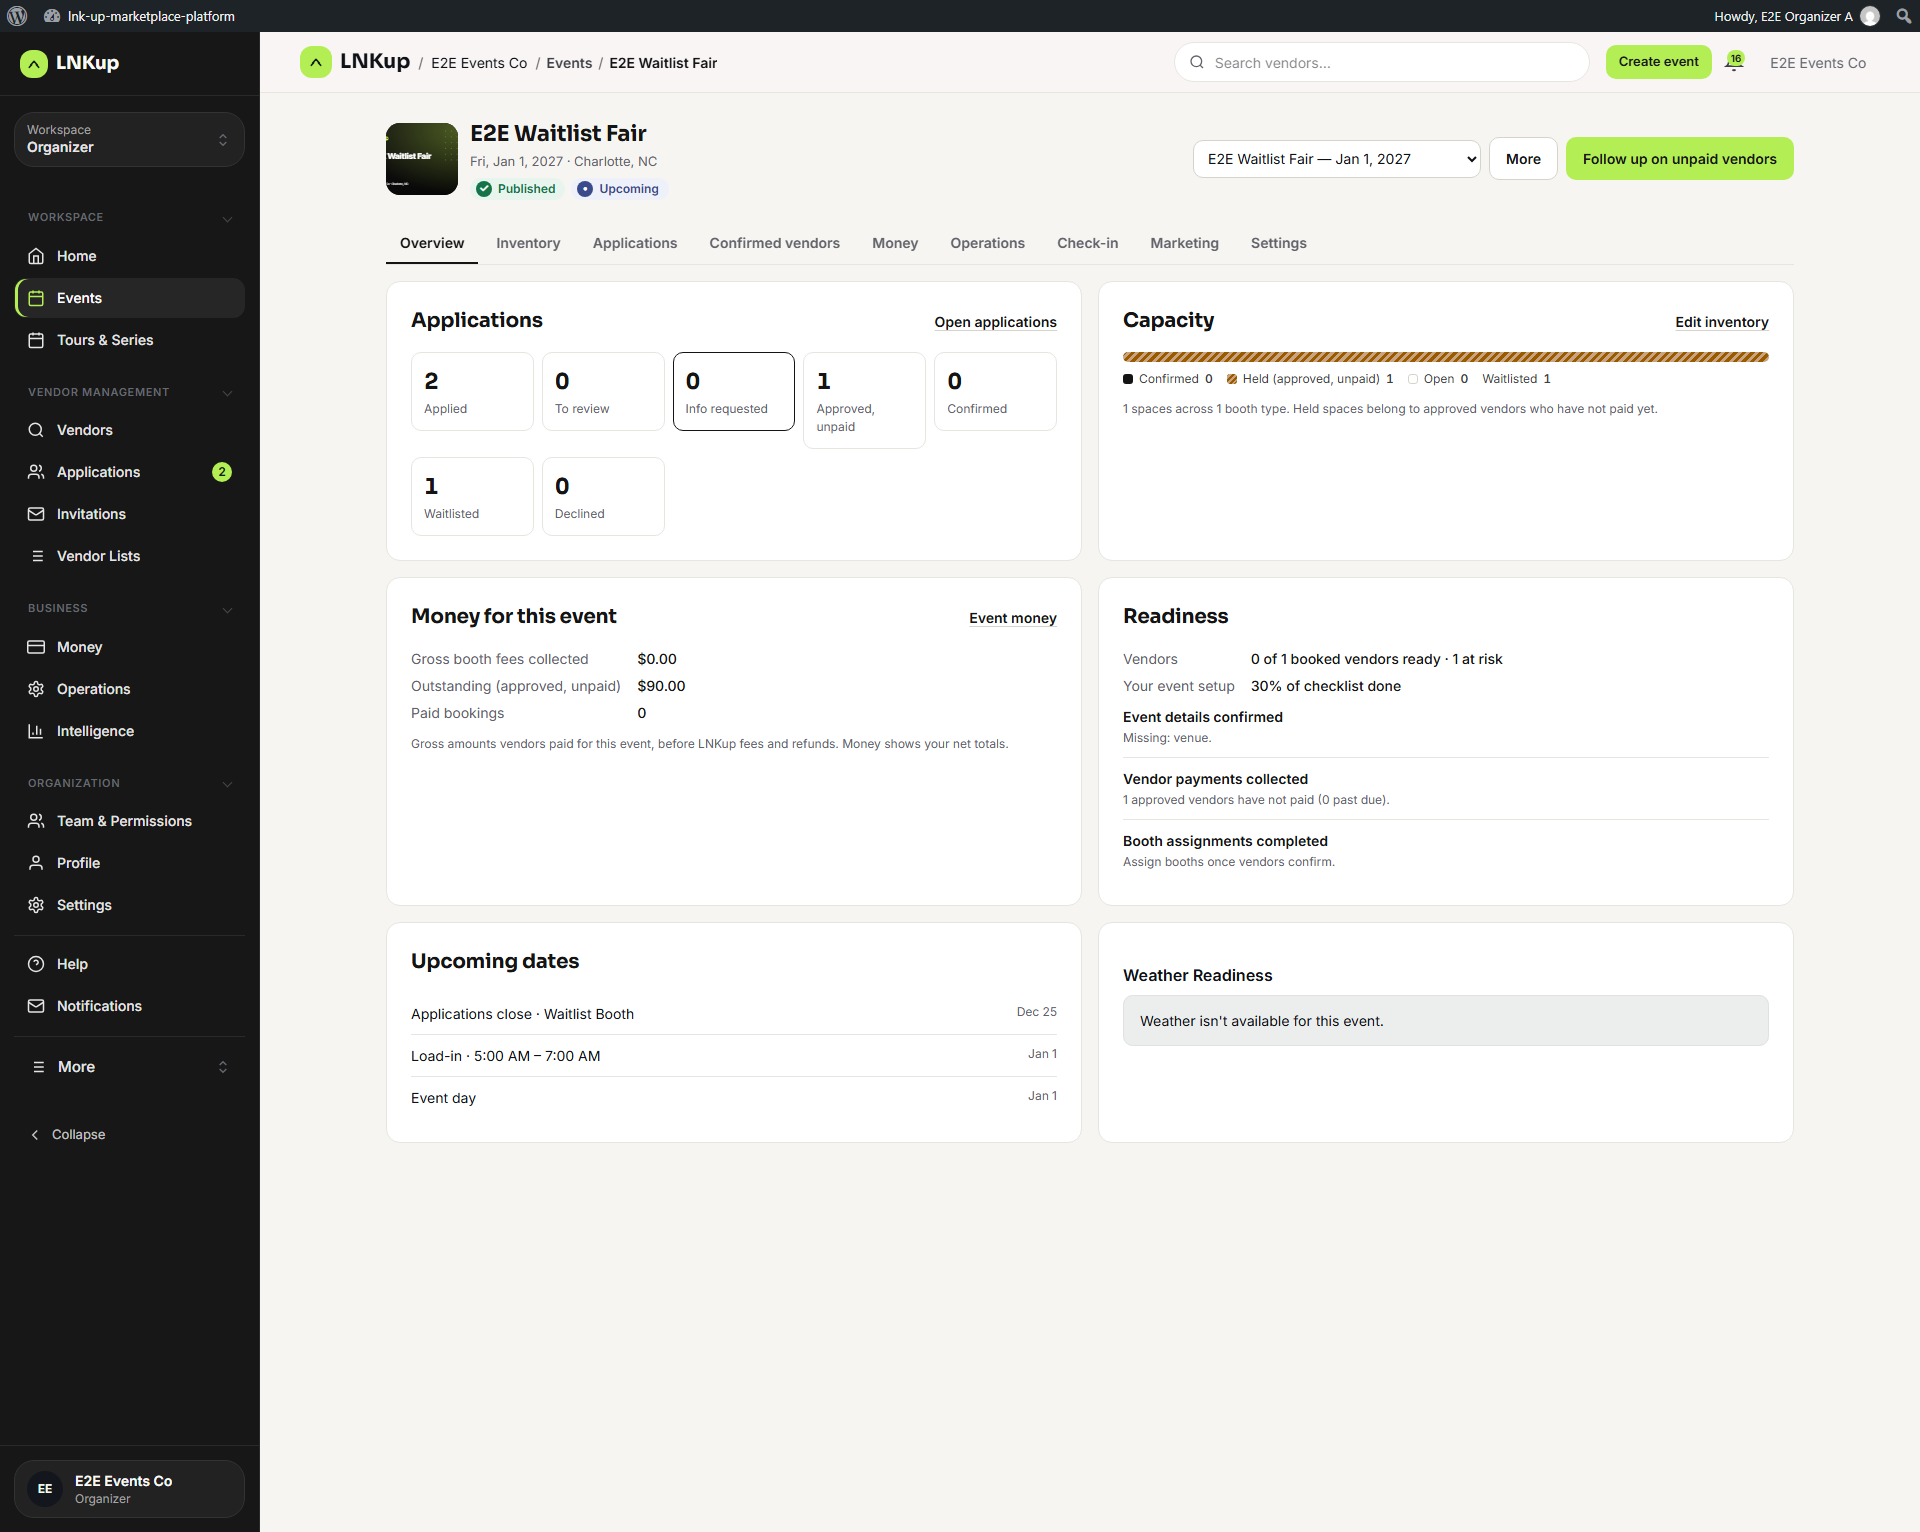 lnk-up-marketplace-platform
Howdy, E2E Organizer A
LNKup
Workspace
Organizer
WORKSPACE
Home
Events
Tours & Series
VENDOR MANAGEMENT
Vendors
Applications 2
Invitations
Vendor Lists
BUSINESS
Money
Operations
Intelligence
ORGANIZATION
Team & Permissions
Profile
Settings
Help
Notifications
More
Collapse
EE
E2E Events Co
Organizer
LNKup / E2E Events Co / Events / E2E Waitlist Fair
Search vendors...
Create event
16
E2E Events Co
Waitlist Fair
E2E Waitlist Fair
Fri, Jan 1, 2027 · Charlotte, NC
Published
Upcoming
E2E Waitlist Fair — Jan 1, 2027
More
Follow up on unpaid vendors
Overview Inventory Applications Confirmed vendors Money Operations Check-in Marketing Settings
Applications
Open applications
2
Applied
0
To review
0
Info requested
1
Approved,
unpaid
0
Confirmed
1
Waitlisted
0
Declined
Capacity
Edit inventory
Confirmed 0 Held (approved, unpaid) 1 Open 0 Waitlisted 1
1 spaces across 1 booth type. Held spaces belong to approved vendors who have not paid yet.
Money for this event
Event money
Gross booth fees collected $0.00
Outstanding (approved, unpaid) $90.00
Paid bookings 0
Gross amounts vendors paid for this event, before LNKup fees and refunds. Money shows your net totals.
Readiness
Vendors 0 of 1 booked vendors ready · 1 at risk
Your event setup 30% of checklist done
Event details confirmed
Missing: venue.
Vendor payments collected
1 approved vendors have not paid (0 past due).
Booth assignments completed
Assign booths once vendors confirm.
Upcoming dates
Applications close · Waitlist Booth Dec 25
Load-in · 5:00 AM – 7:00 AM Jan 1
Event day Jan 1
Weather Readiness
Weather isn't available for this event.